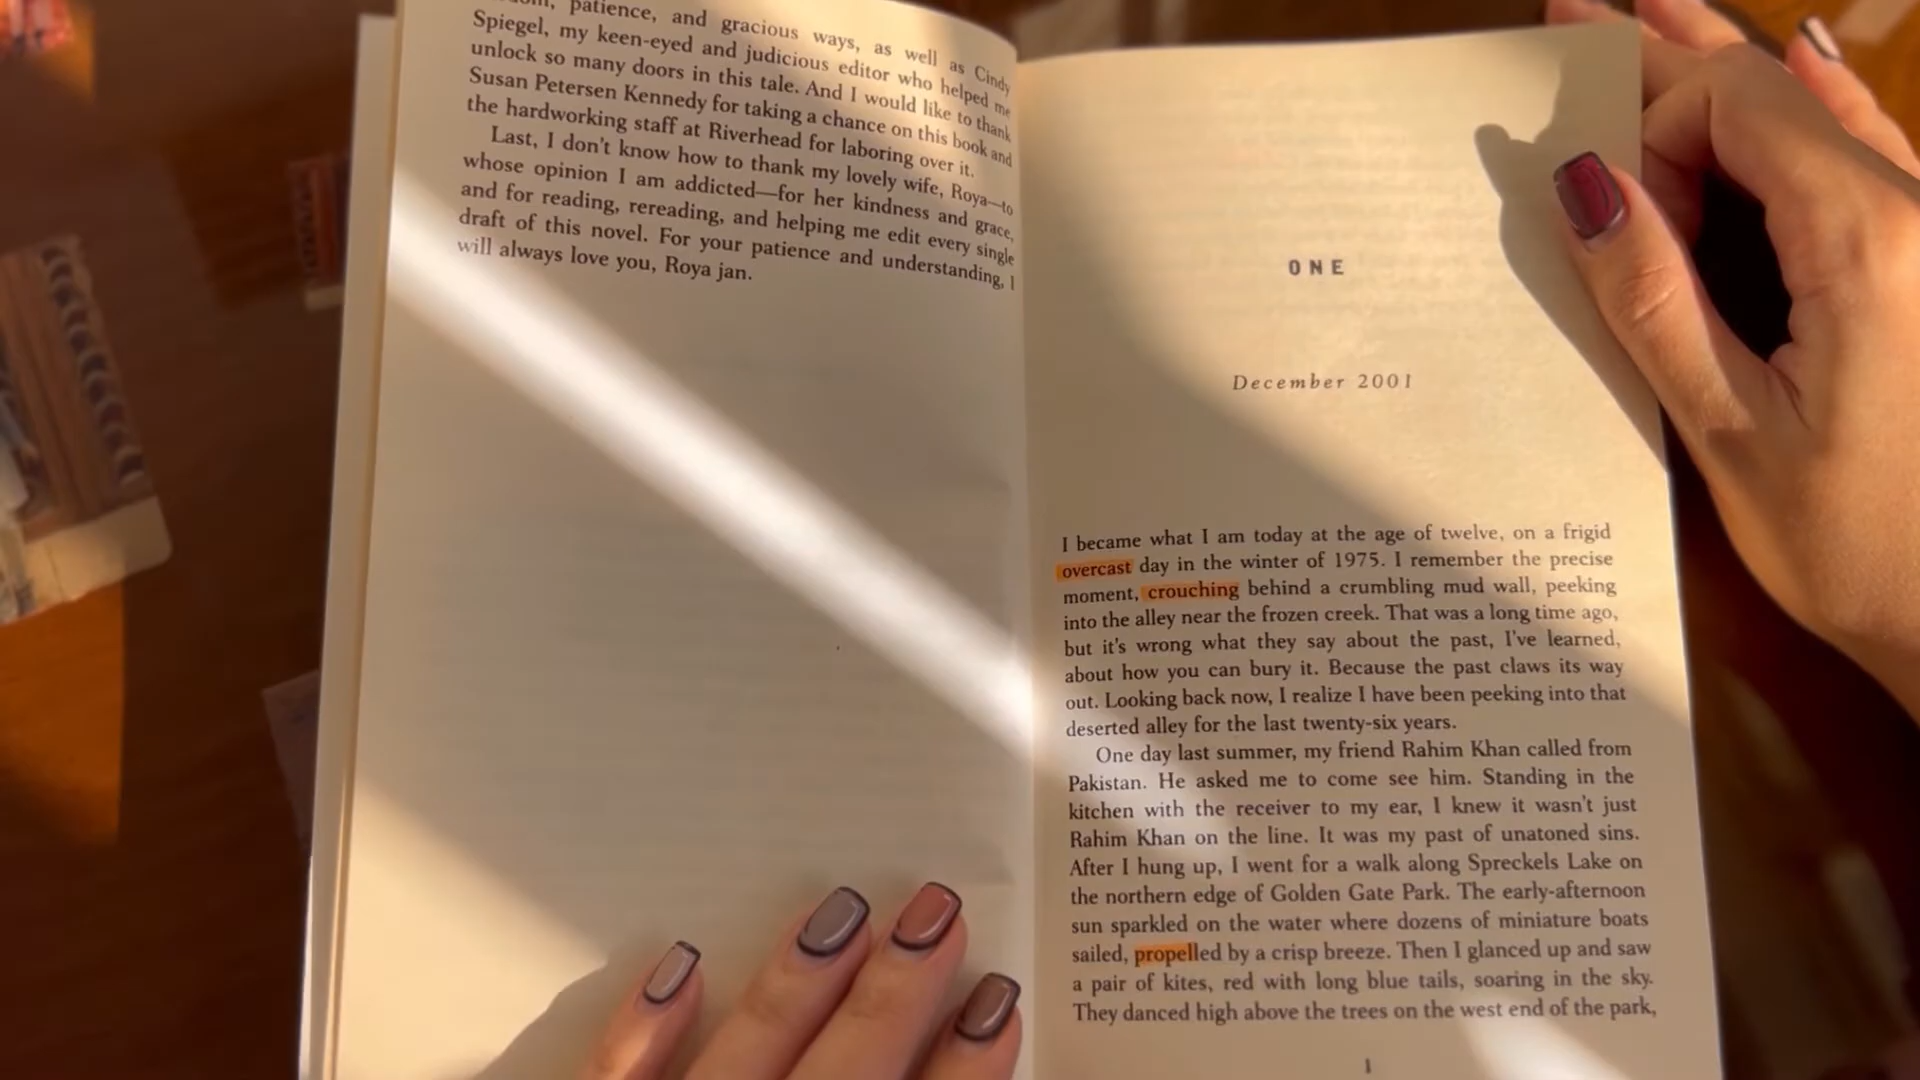 patience, and gracious ways, as well as Cindy
Spiegel, my keen-eyed and judicious editor who helped me
unlock so many doors in this tale. And I would like to thank
Susan Petersen Kennedy for taking a chance on this book and
the hardworking staff at Riverhead for laboring over it.
Last, I don't know how to thank my lovely wife, Roya—to
whose opinion I am addicted—for her kindness and grace,
and for reading, rereading, and helping me edit every single
draft of this novel. For your patience and understanding, I
will always love you, Roya jan.
ONE
December 2001
I became what I am today at the age of twelve, on a frigid
overcast day in the winter of 1975. I remember the precise
moment, crouching behind a crumbling mud wall, peeking
into the alley near the frozen creek. That was a long time ago,
but it's wrong what they say about the past, I've learned,
about how you can bury it. Because the past claws its way
out. Looking back now, I realize I have been peeking into that
deserted alley for the last twenty-six years.
One day last summer, my friend Rahim Khan called from
Pakistan. He asked me to come see him. Standing in the
kitchen with the receiver to my ear, I knew it wasn't just
Rahim Khan on the line. It was my past of unatoned sins.
After I hung up, I went for a walk along Spreckels Lake on
the northern edge of Golden Gate Park. The early-afternoon
sun sparkled on the water where dozens of miniature boats
sailed, propelled by a crisp breeze. Then I glanced up and saw
a pair of kites, red with long blue tails, soaring in the sky.
They danced high above the trees on the west end of the park,
1